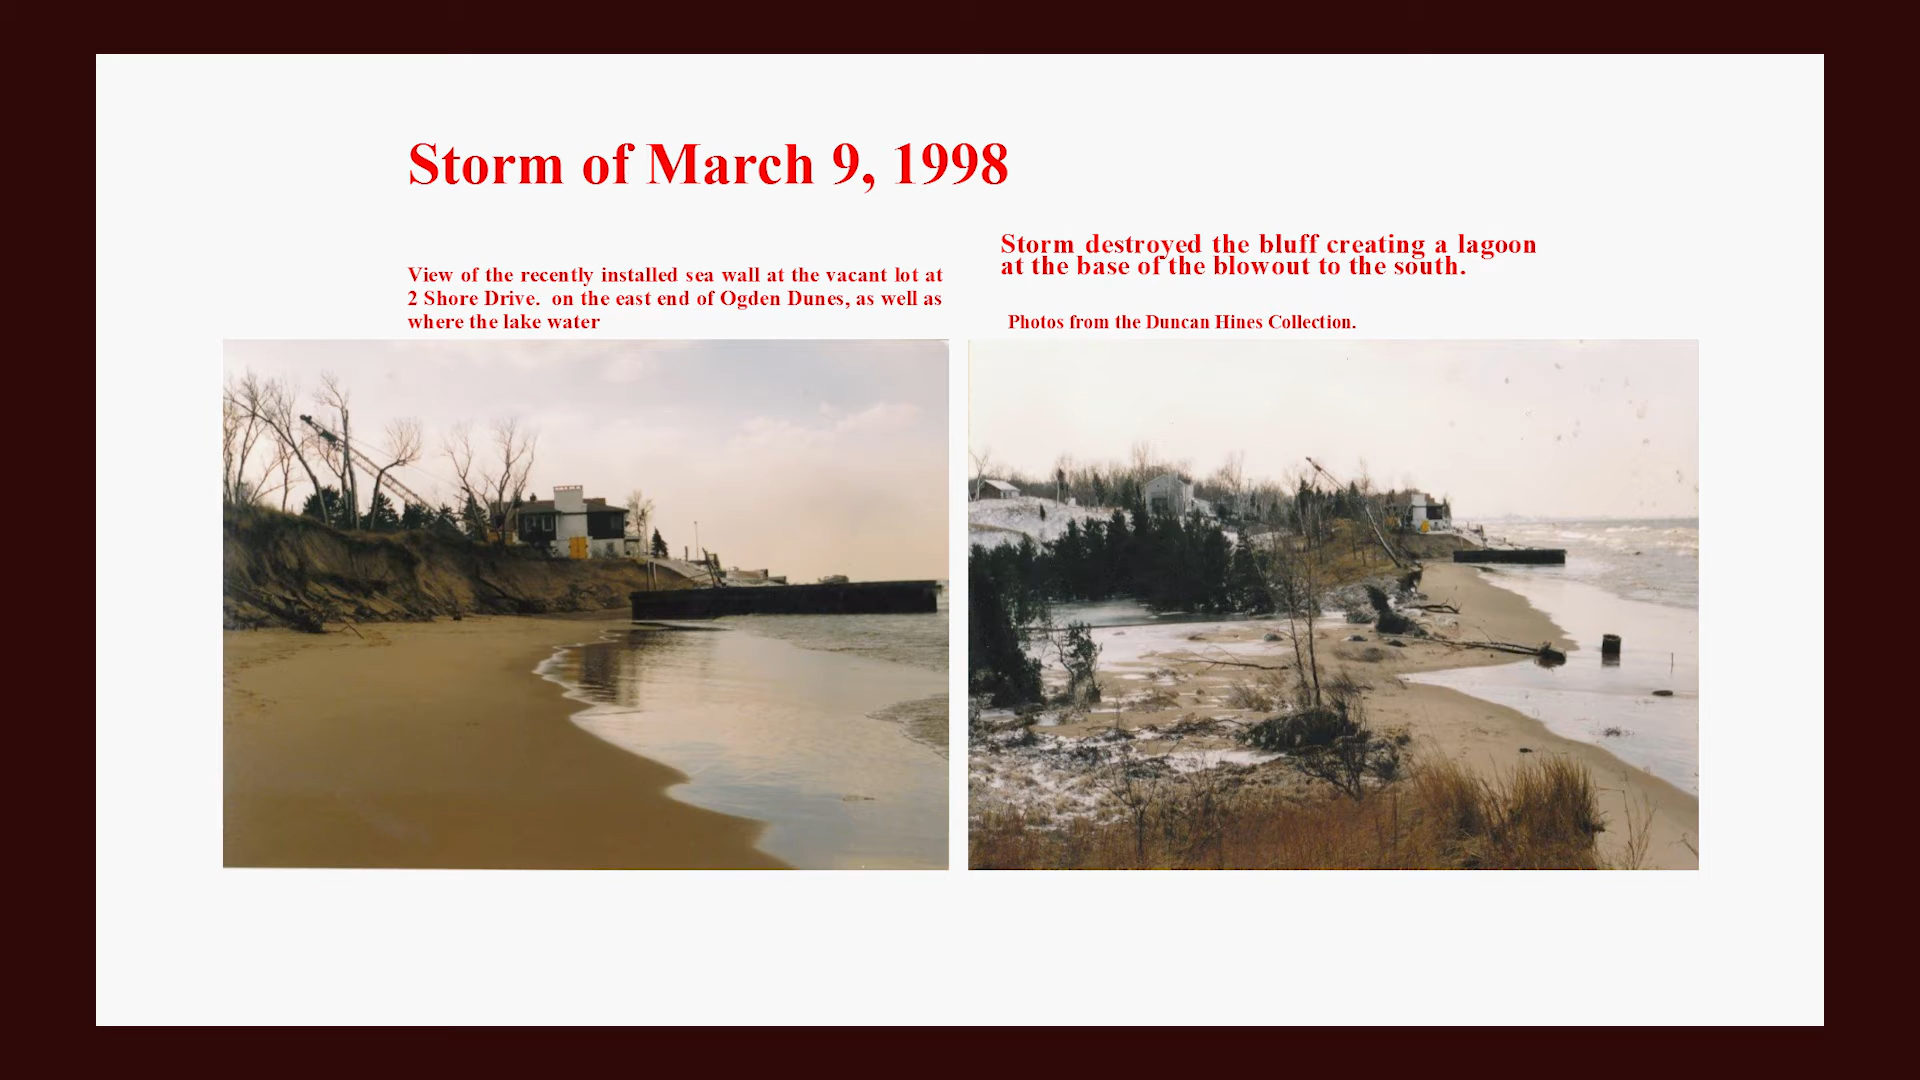 Storm of March 9, 1998
View of the recently installed sea wall at the vacant lot at
2 Shore Drive.  on the east end of Ogden Dunes, as well as
where the lake water
Storm destroyed the bluff creating a lagoon
at the base of the blowout to the south.
Photos from the Duncan Hines Collection.